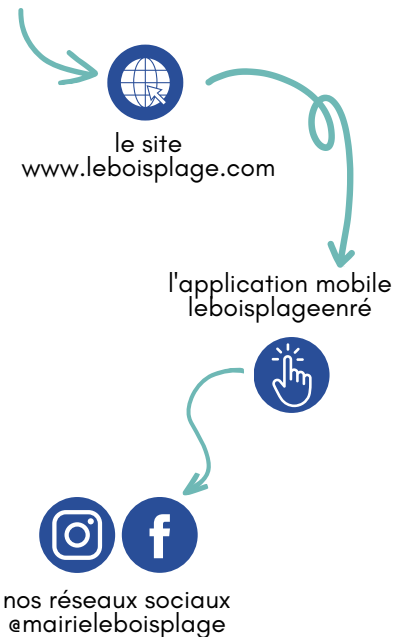 le site
www.leboisplage.com
l'application mobile
leboisplageenré
nos réseaux sociaux
@mairieleboisplage